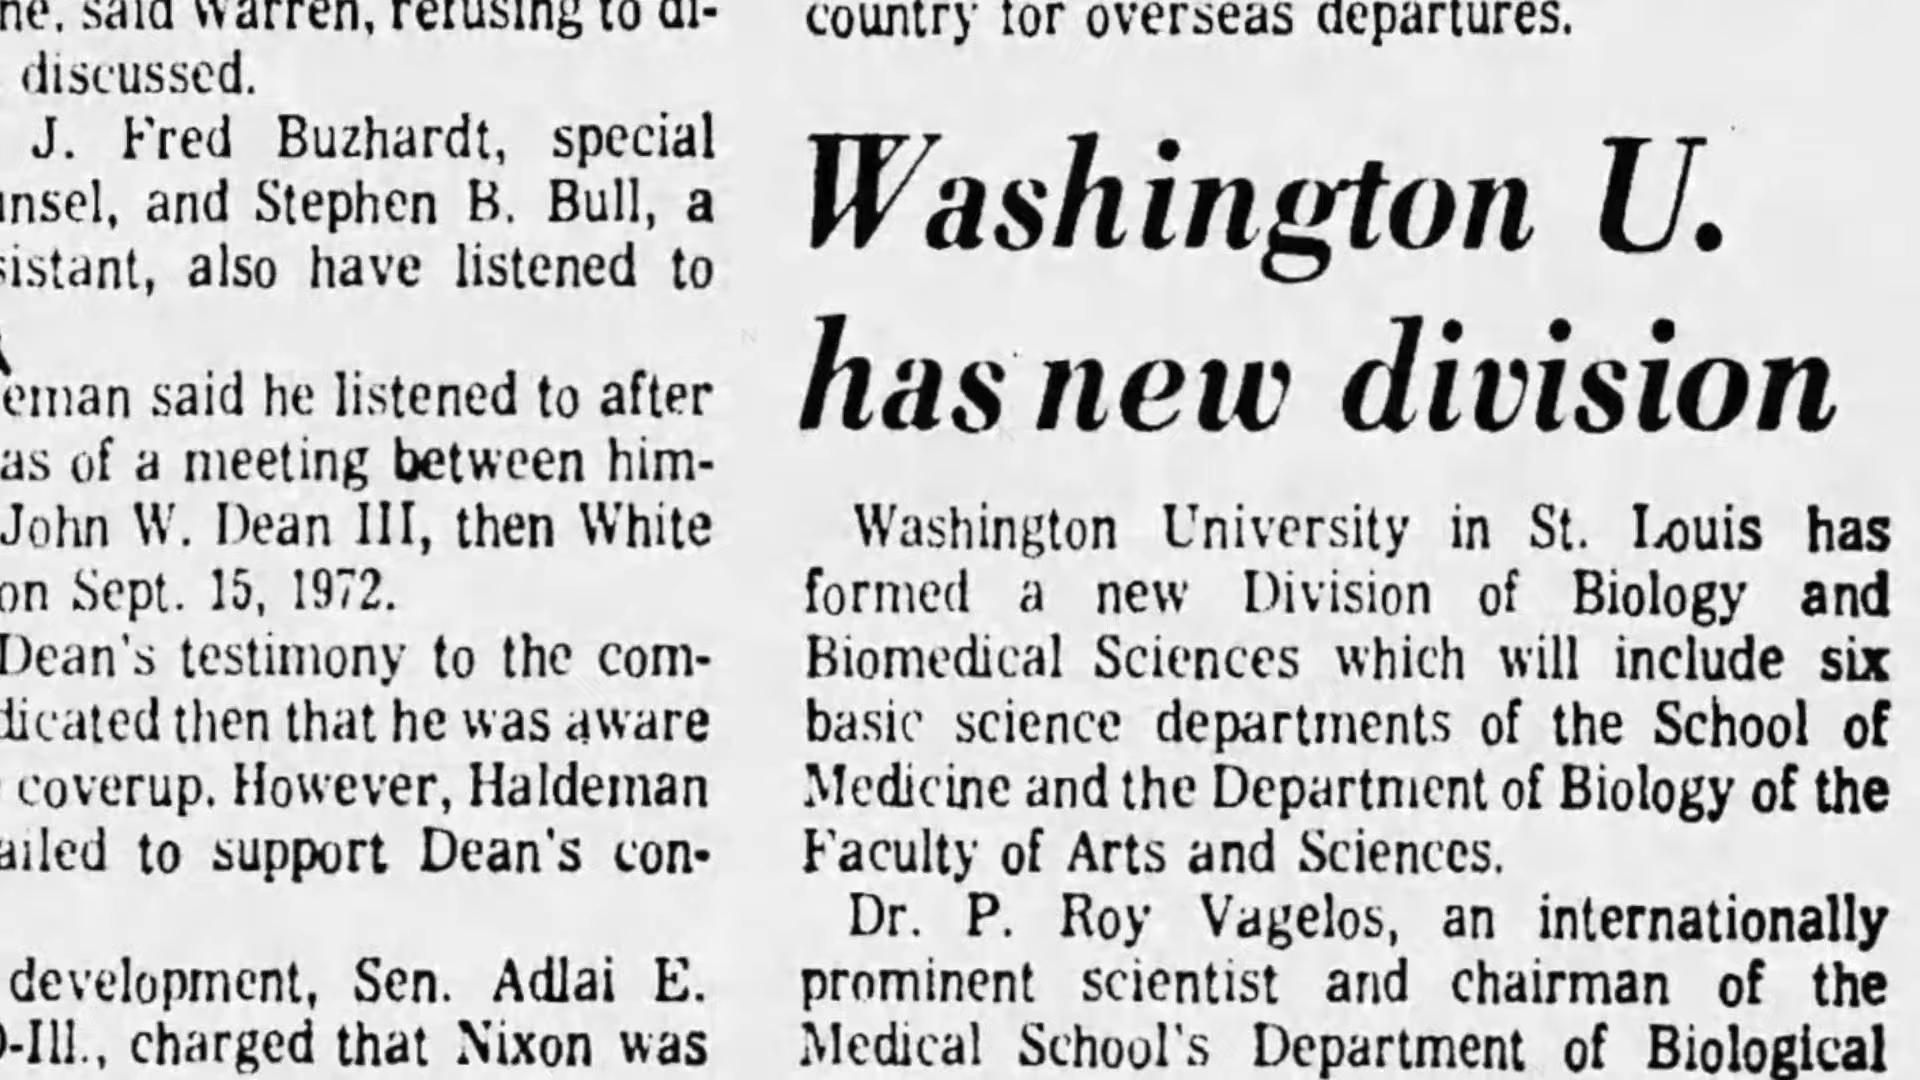 said Warren, refusing to di-
discussed.
J. Fred Buzhardt, special
and Stephen B. Bull, a
also have listened to
said he listened to after
as of a meeting between him-
John W. Dean III, then White
on Sept. 15, 1972.
Dean's testimony to the com-
then that he was aware
coverup. However, Haldeman
to support Dean's con-
development, Sen. Adlai E.
-Ill., charged that Nixon was
country for overseas departures.
Washington U.
has new division
Washington University in St. Louis has
formed a new Division of Biology and
Biomedical Sciences which will include six
basic science departments of the School of
Medicine and the Department of Biology of the
Faculty of Arts and Sciences.
Dr. P. Roy Vagelos, an internationally
prominent scientist and chairman of the
Medical School's Department of Biological